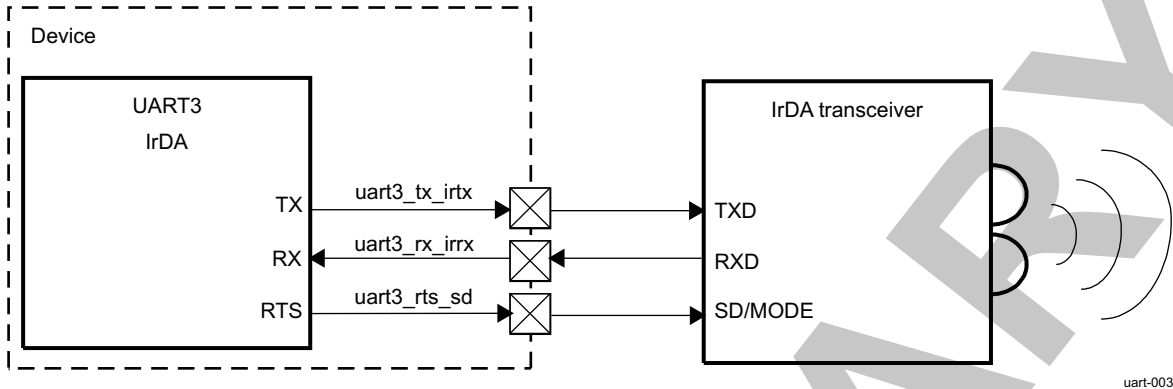 Device
UART3
IrDA
IrDA transceiver
TX
uart3_tx_irtx
TXD
RX
uart3_rx_irrx
RXD
RTS
uart3_rts_sd
SD/MODE
uart-003